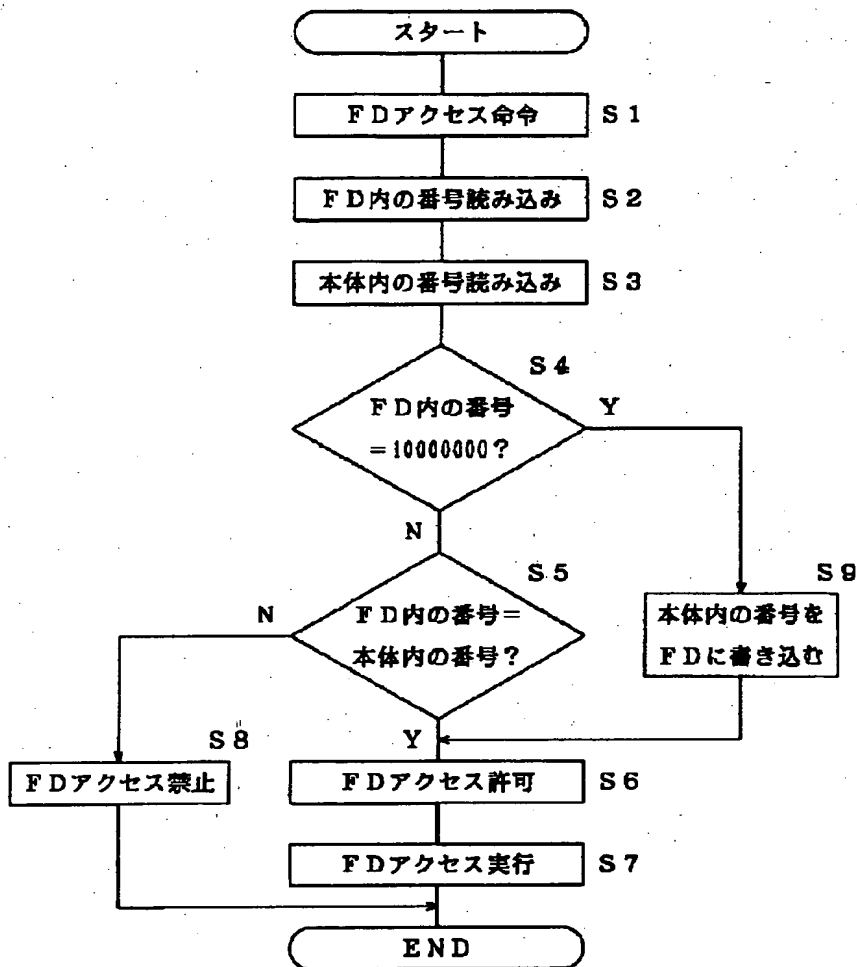 スタート
FDアクセス命令 S1
FD内の番号読み込み S2
本体内の番号読み込み S3
S4
FD内の番号
=10000000?
Y
N
S5
FD内の番号=
本体内の番号?
N
Y
S9
本体内の番号を
FDに書き込む
S8
FDアクセス禁止
FDアクセス許可 S6
FDアクセス実行 S7
END